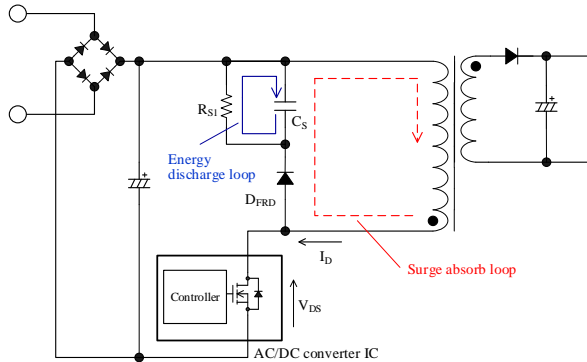 +
R_S1
C_S
+
Energy
discharge loop
+
D_FRD
I_D
Surge absorb loop
Controller
V_DS
AC/DC converter IC